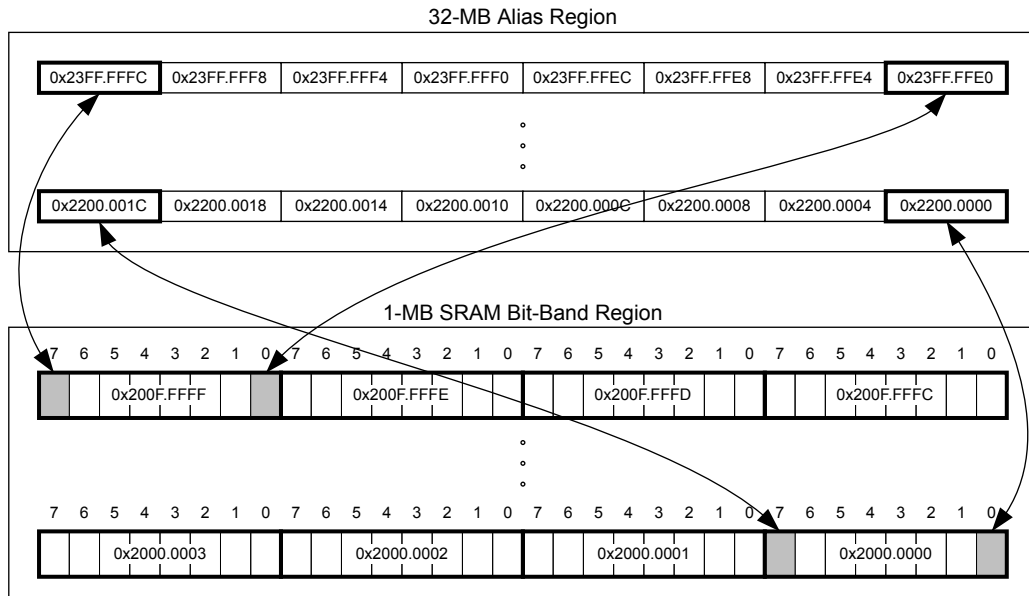 32-MB Alias Region
0x23FF.FFFC 0x23FF.FFF8 0x23FF.FFF4 0x23FF.FFF0 0x23FF.FFEC 0x23FF.FFE8 0x23FF.FFE4 0x23FF.FFE0
0x2200.001C 0x2200.0018 0x2200.0014 0x2200.0010 0x2200.000C 0x2200.0008 0x2200.0004 0x2200.0000
1-MB SRAM Bit-Band Region
7 6 5 4 3 2 1 0 7 6 5 4 3 2 1 0 7 6 5 4 3 2 1 0 7 6 5 4 3 2 1 0
0x200F.FFFF 0x200F.FFFE 0x200F.FFFD 0x200F.FFFC
7 6 5 4 3 2 1 0 7 6 5 4 3 2 1 0 7 6 5 4 3 2 1 0 7 6 5 4 3 2 1 0
0x2000.0003 0x2000.0002 0x2000.0001 0x2000.0000